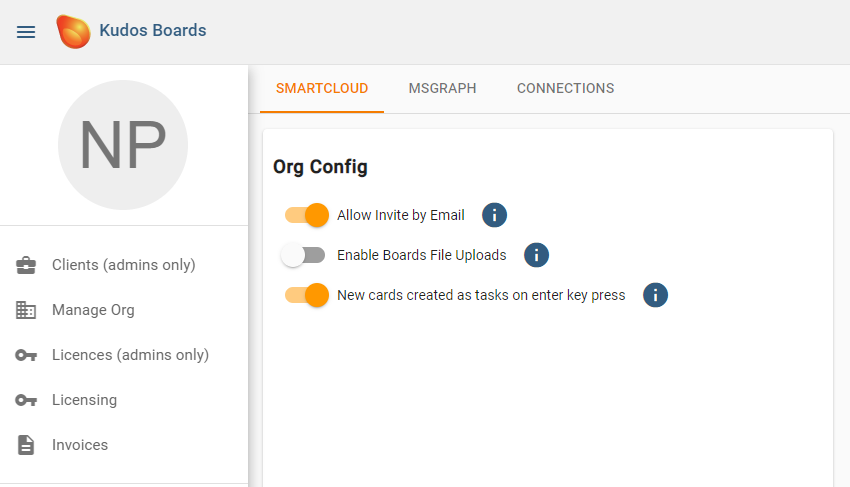 Kudos Boards
NP
Clients (admins only)
Manage Org
Licences (admins only)
Licensing
Invoices
SMARTCLOUD MSGRAPH CONNECTIONS
Org Config
Allow Invite by Email
Enable Boards File Uploads
New cards created as tasks on enter key press